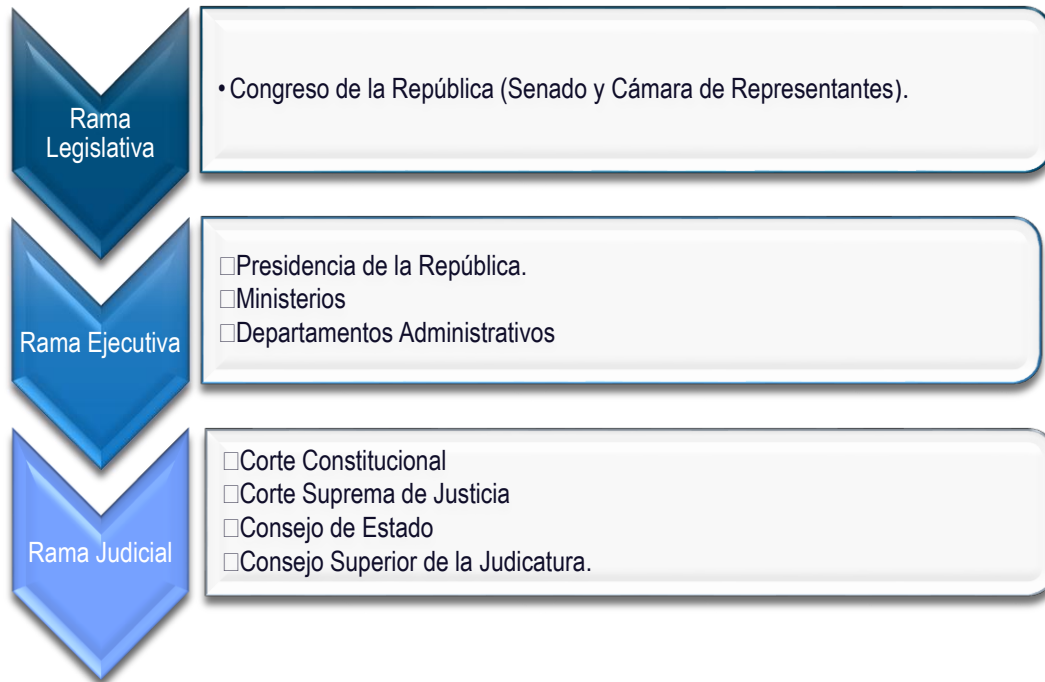 Rama
Legislativa
• Congreso de la República (Senado y Cámara de Representantes).
Rama Ejecutiva
□Presidencia de la República.
□Ministerios
□Departamentos Administrativos
Rama Judicial
□Corte Constitucional
□Corte Suprema de Justicia
□Consejo de Estado
□Consejo Superior de la Judicatura.